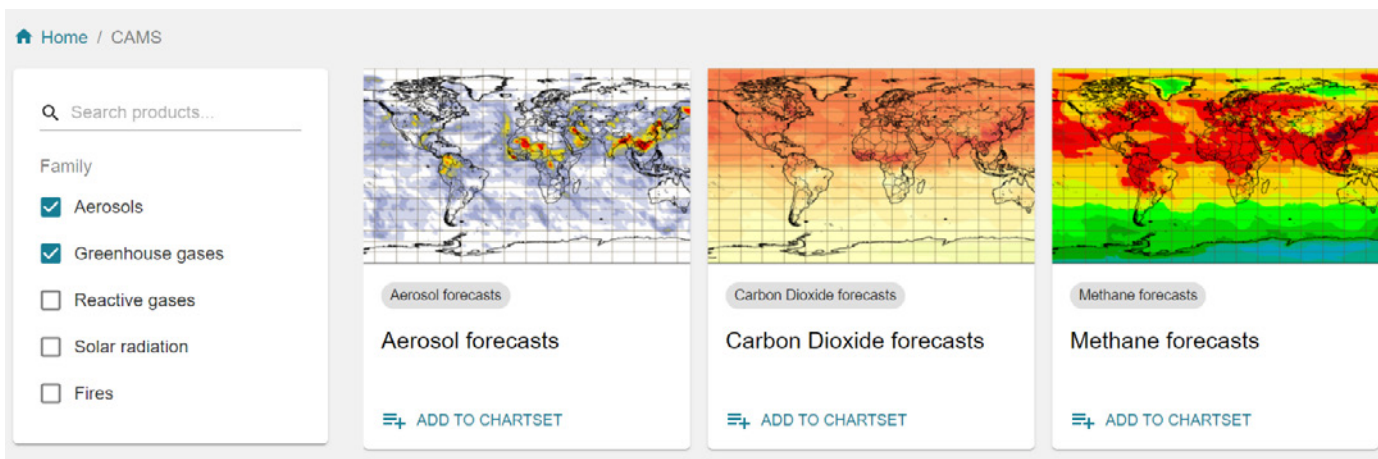 Home / CAMS
Search products...
Family
Aerosols
Greenhouse gases
Reactive gases
Solar radiation
Fires
Aerosol forecasts
Aerosol forecasts
ADD TO CHARTSET
Carbon Dioxide forecasts
Carbon Dioxide forecasts
ADD TO CHARTSET
Methane forecasts
Methane forecasts
ADD TO CHARTSET